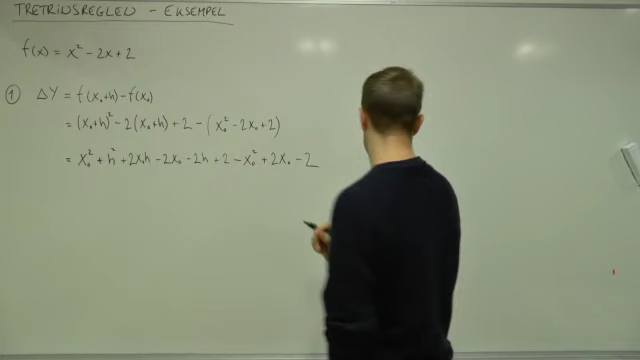 TRETRINSREGLEN - EKSEMPEL
f(x) = x² - 2x + 2
① ΔY = f(x₀+h) - f(x₀)
= (x₀+h)² - 2(x₀+h) + 2 - (x₀² - 2x₀ + 2)
= x₀² + h² + 2x₀h - 2x₀ - 2h + 2 - x₀² + 2x₀ - 2